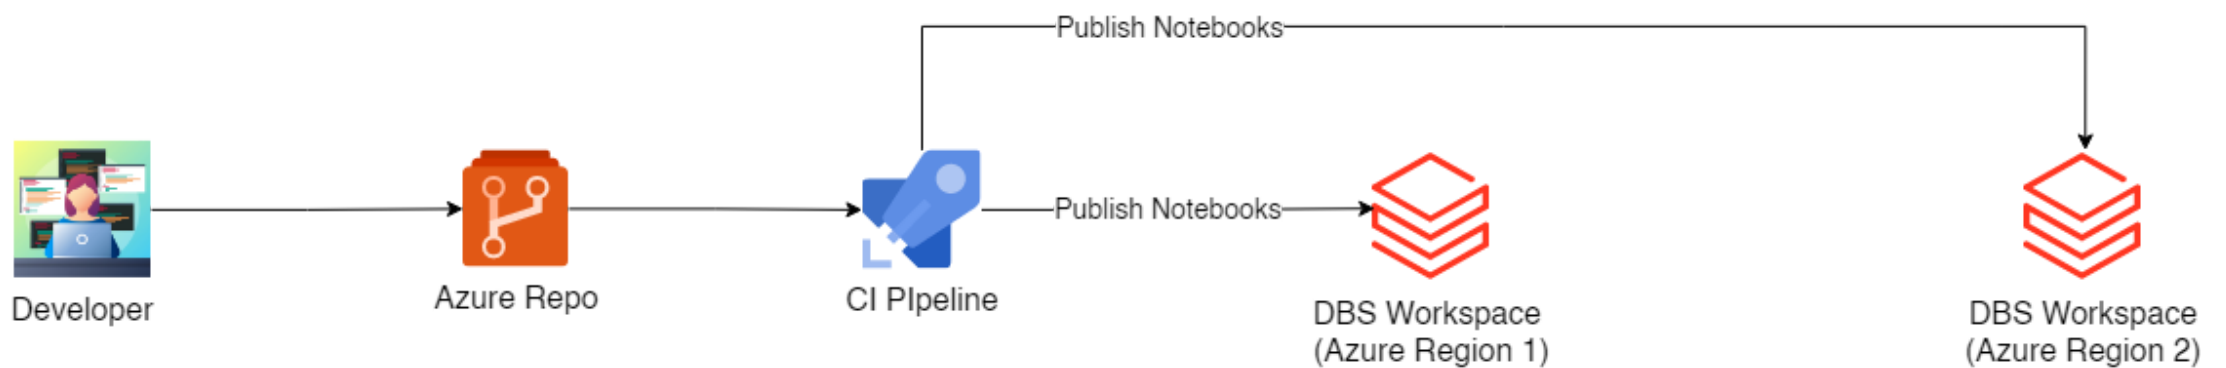 Publish Notebooks
Publish Notebooks
Developer
Azure Repo
CI PIpeline
DBS Workspace
(Azure Region 1)
DBS Workspace
(Azure Region 2)